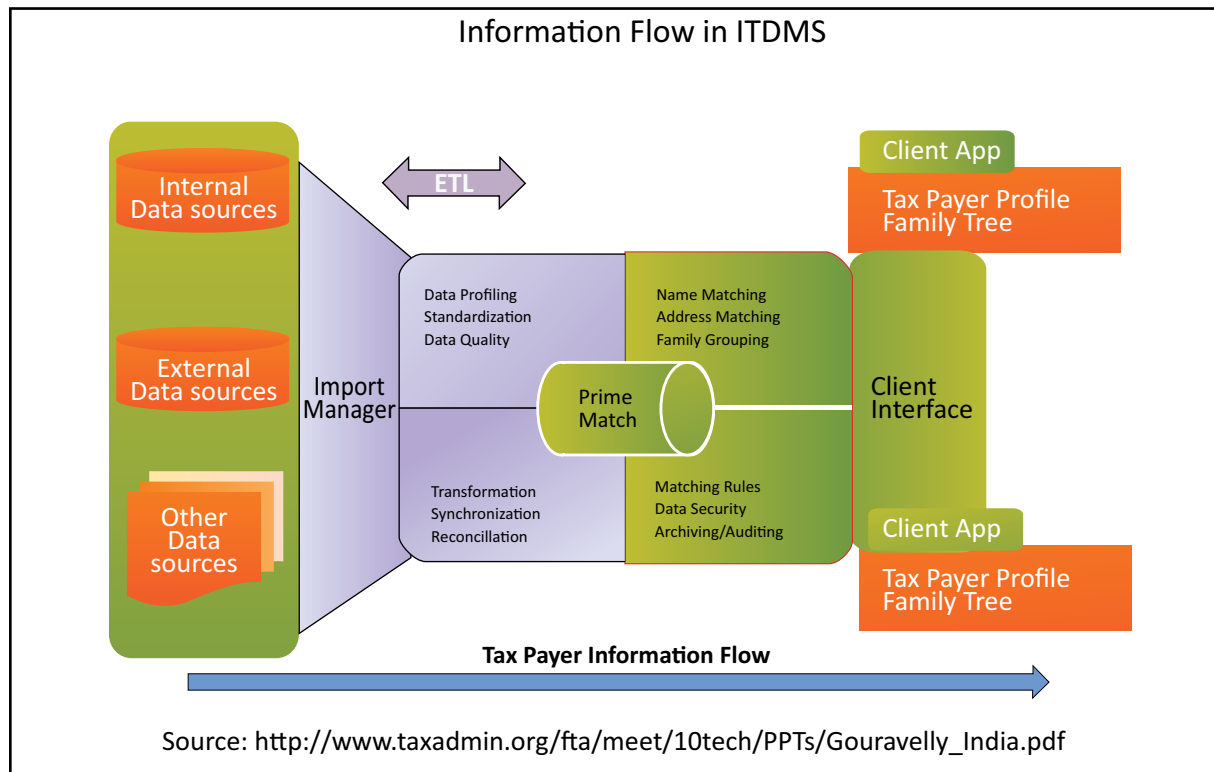 Information Flow in ITDMS
Internal
Data sources
External
Data sources
Other
Data
sources
Import
Manager
ETL
Data Profiling
Standardization
Data Quality
Transformation
Synchronization
Reconcillation
Prime
Match
Name Matching
Address Matching
Family Grouping
Matching Rules
Data Security
Archiving/Auditing
Client
Interface
Client App
Tax Payer Profile
Family Tree
Client App
Tax Payer Profile
Family Tree
Tax Payer Information Flow
Source: http://www.taxadmin.org/fta/meet/10tech/PPTs/Gouravelly_India.pdf